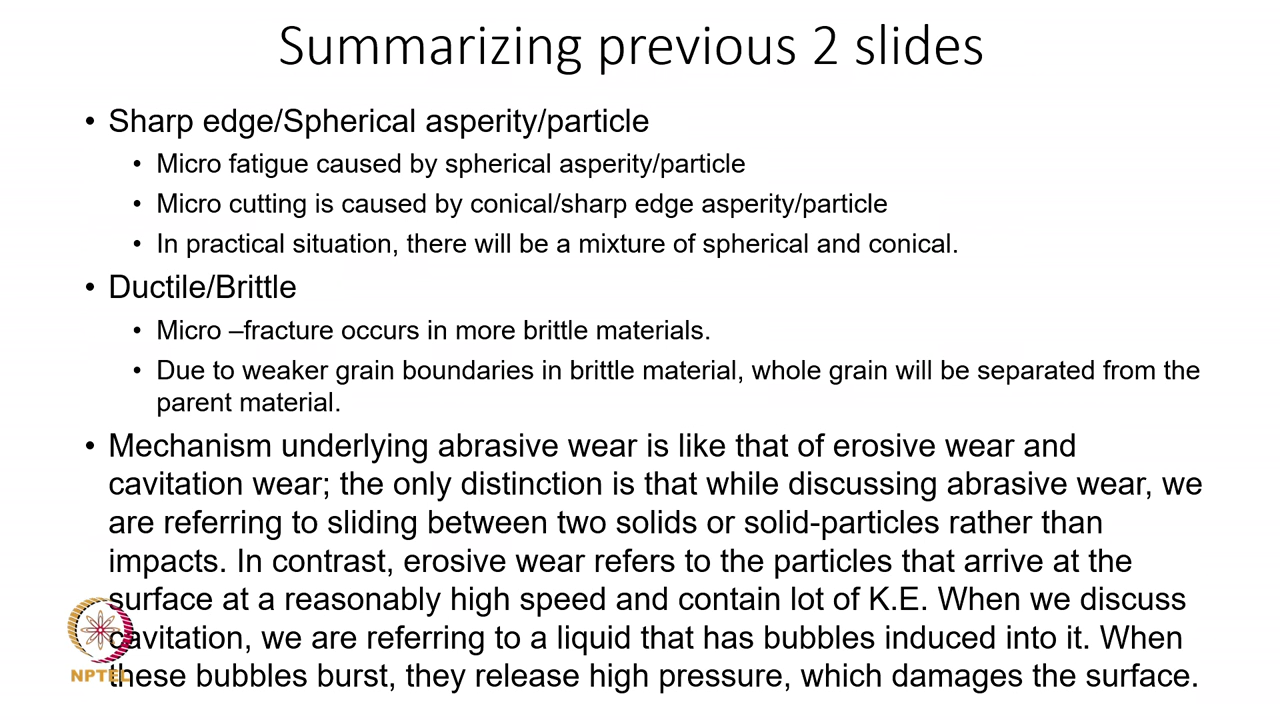 Summarizing previous 2 slides
• Sharp edge/Spherical asperity/particle
• Micro fatigue caused by spherical asperity/particle
• Micro cutting is caused by conical/sharp edge asperity/particle
• In practical situation, there will be a mixture of spherical and conical.
• Ductile/Brittle
• Micro –fracture occurs in more brittle materials.
• Due to weaker grain boundaries in brittle material, whole grain will be separated from the
parent material.
• Mechanism underlying abrasive wear is like that of erosive wear and
cavitation wear; the only distinction is that while discussing abrasive wear, we
are referring to sliding between two solids or solid-particles rather than
impacts. In contrast, erosive wear refers to the particles that arrive at the
surface at a reasonably high speed and contain lot of K.E. When we discuss
cavitation, we are referring to a liquid that has bubbles induced into it. When
these bubbles burst, they release high pressure, which damages the surface.
NPTEL